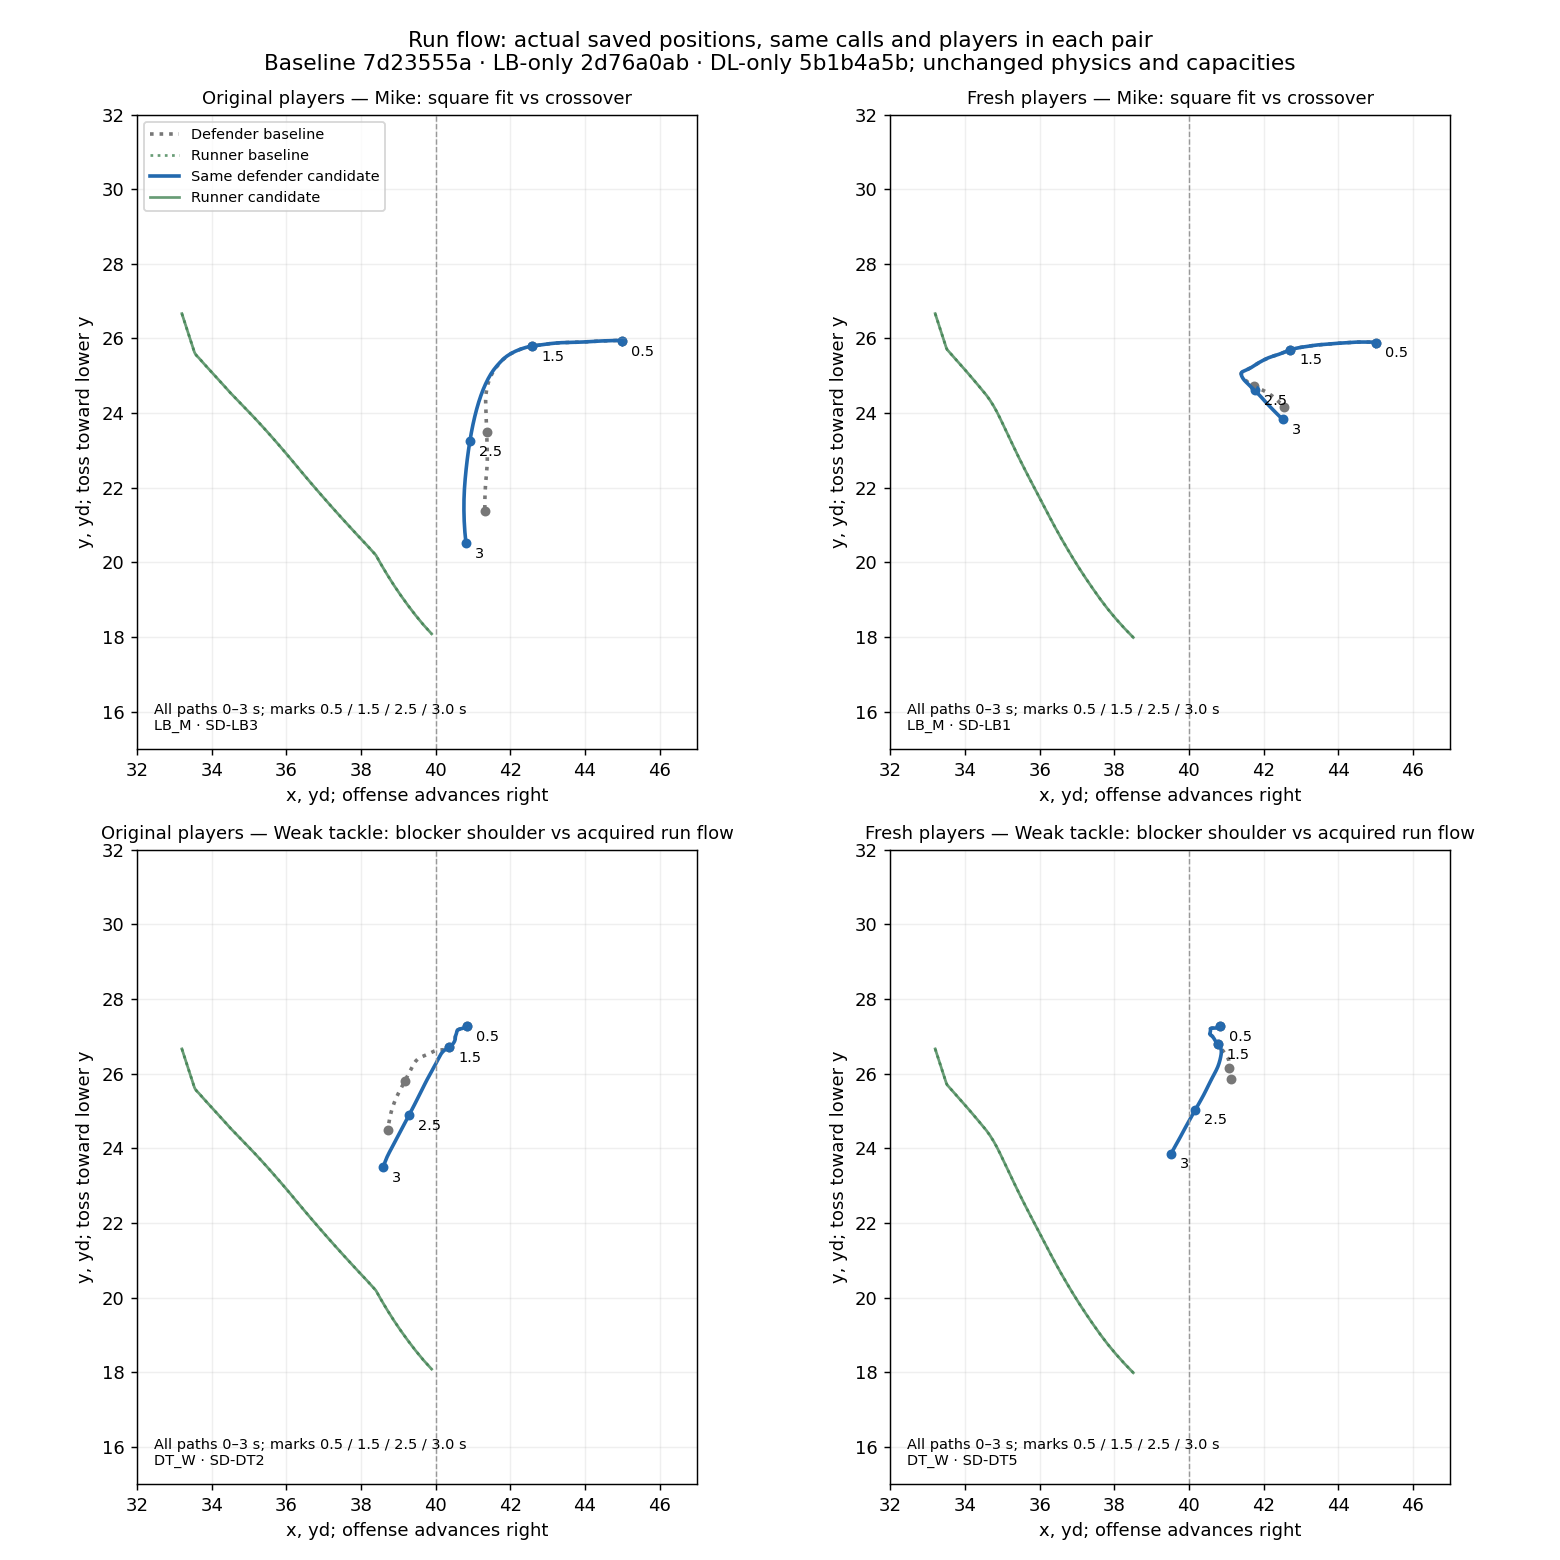 Run flow: actual saved positions, same calls and players in each pair
Baseline 7d23555a · LB-only 2d76a0ab · DL-only 5b1b4a5b; unchanged physics and capacities
Original players — Mike: square fit vs crossover
Defender baseline
Runner baseline
Same defender candidate
Runner candidate
32
30
28
26
24
22
20
18
16
y, yd; toss toward lower y
0.5
1.5
2.5
3
All paths 0–3 s; marks 0.5 / 1.5 / 2.5 / 3.0 s
LB_M · SD-LB3
32 34 36 38 40 42 44 46
x, yd; offense advances right
Fresh players — Mike: square fit vs crossover
32
30
28
26
24
22
20
18
16
y, yd; toss toward lower y
0.5
1.5
2.5
3
All paths 0–3 s; marks 0.5 / 1.5 / 2.5 / 3.0 s
LB_M · SD-LB1
32 34 36 38 40 42 44 46
x, yd; offense advances right
Original players — Weak tackle: blocker shoulder vs acquired run flow
32
30
28
26
24
22
20
18
16
y, yd; toss toward lower y
0.5
1.5
2.5
3
All paths 0–3 s; marks 0.5 / 1.5 / 2.5 / 3.0 s
DT_W · SD-DT2
32 34 36 38 40 42 44 46
x, yd; offense advances right
Fresh players — Weak tackle: blocker shoulder vs acquired run flow
32
30
28
26
24
22
20
18
16
y, yd; toss toward lower y
0.5
1.5
2.5
3
All paths 0–3 s; marks 0.5 / 1.5 / 2.5 / 3.0 s
DT_W · SD-DT5
32 34 36 38 40 42 44 46
x, yd; offense advances right